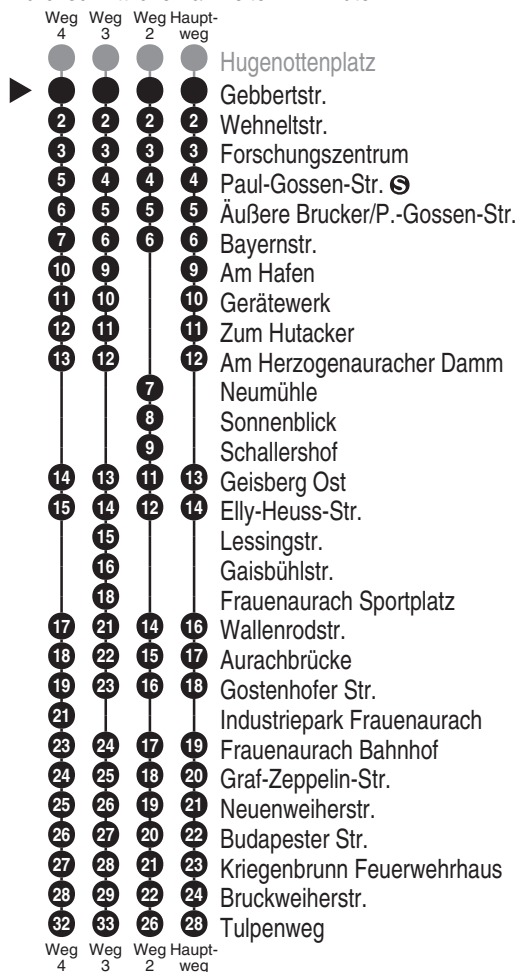 Weg Weg Weg Haupt-
4 3 2 weg
Hugenottenplatz
Gebbertstr.
2 2 2 2 Wehneltstr.
3 3 3 3 Forschungszentrum
5 4 4 4 Paul-Gossen-Str. S
6 5 5 5 Äußere Brucker/P.-Gossen-Str.
7 6 6 6 Bayernstr.
10 9 9 Am Hafen
11 10 10 Gerätewerk
12 11 11 Zum Hutacker
13 12 12 Am Herzogenauracher Damm
7 Neumühle
8 Sonnenblick
9 Schallershof
14 13 11 13 Geisberg Ost
15 14 12 14 Elly-Heuss-Str.
15 Lessingstr.
16 Gaisbühlstr.
18 Frauenaurach Sportplatz
17 21 14 16 Wallenrodstr.
18 22 15 17 Aurachbrücke
19 23 16 18 Gostenhofer Str.
21 Industriepark Frauenaurach
23 24 17 19 Frauenaurach Bahnhof
24 25 18 20 Graf-Zeppelin-Str.
25 26 19 21 Neuenweiherstr.
26 27 20 22 Budapester Str.
27 28 21 23 Kriegenbrunn Feuerwehrhaus
28 29 22 24 Bruckweiherstr.
32 33 26 28 Tulpenweg
Weg Weg Weg Haupt-
4 3 2 weg